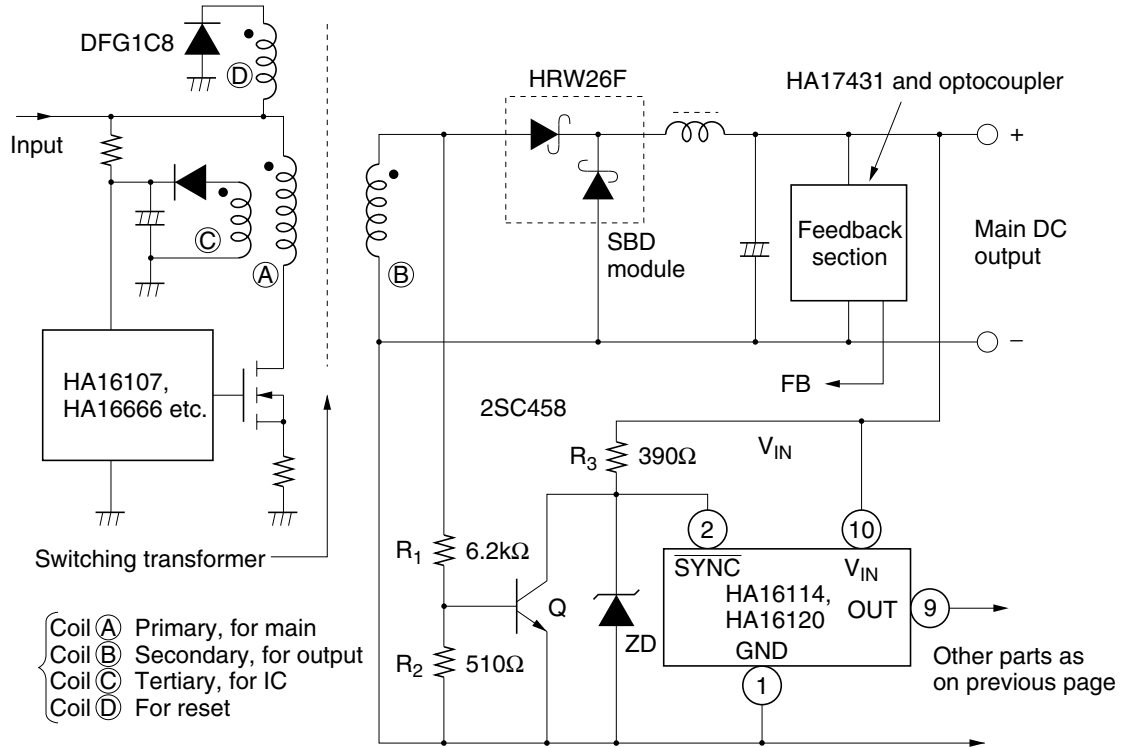 DFG1C8
D
HRW26F
HA17431 and optocoupler
Input
+
C
A
B
SBD
module
Feedback
section
Main DC
output
−
HA16107,
HA16666 etc.
FB
2SC458
R3 390Ω
VIN
Switching transformer
R1 6.2kΩ
2
10
SYNC
VIN
HA16114,
HA16120
OUT
9
Q
ZD
GND
R2 510Ω
1
Other parts as
on previous page
Coil A Primary, for main
Coil B Secondary, for output
Coil C Tertiary, for IC
Coil D For reset